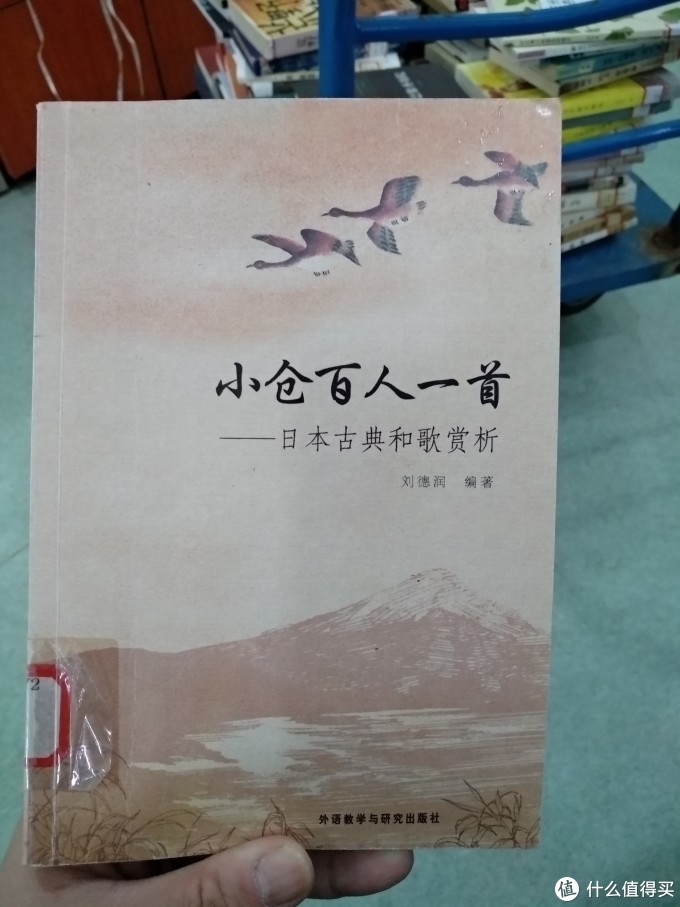 小仓百人一首
——日本古典和歌赏析
刘德润 编著
外语教学与研究出版社
值 什么值得买